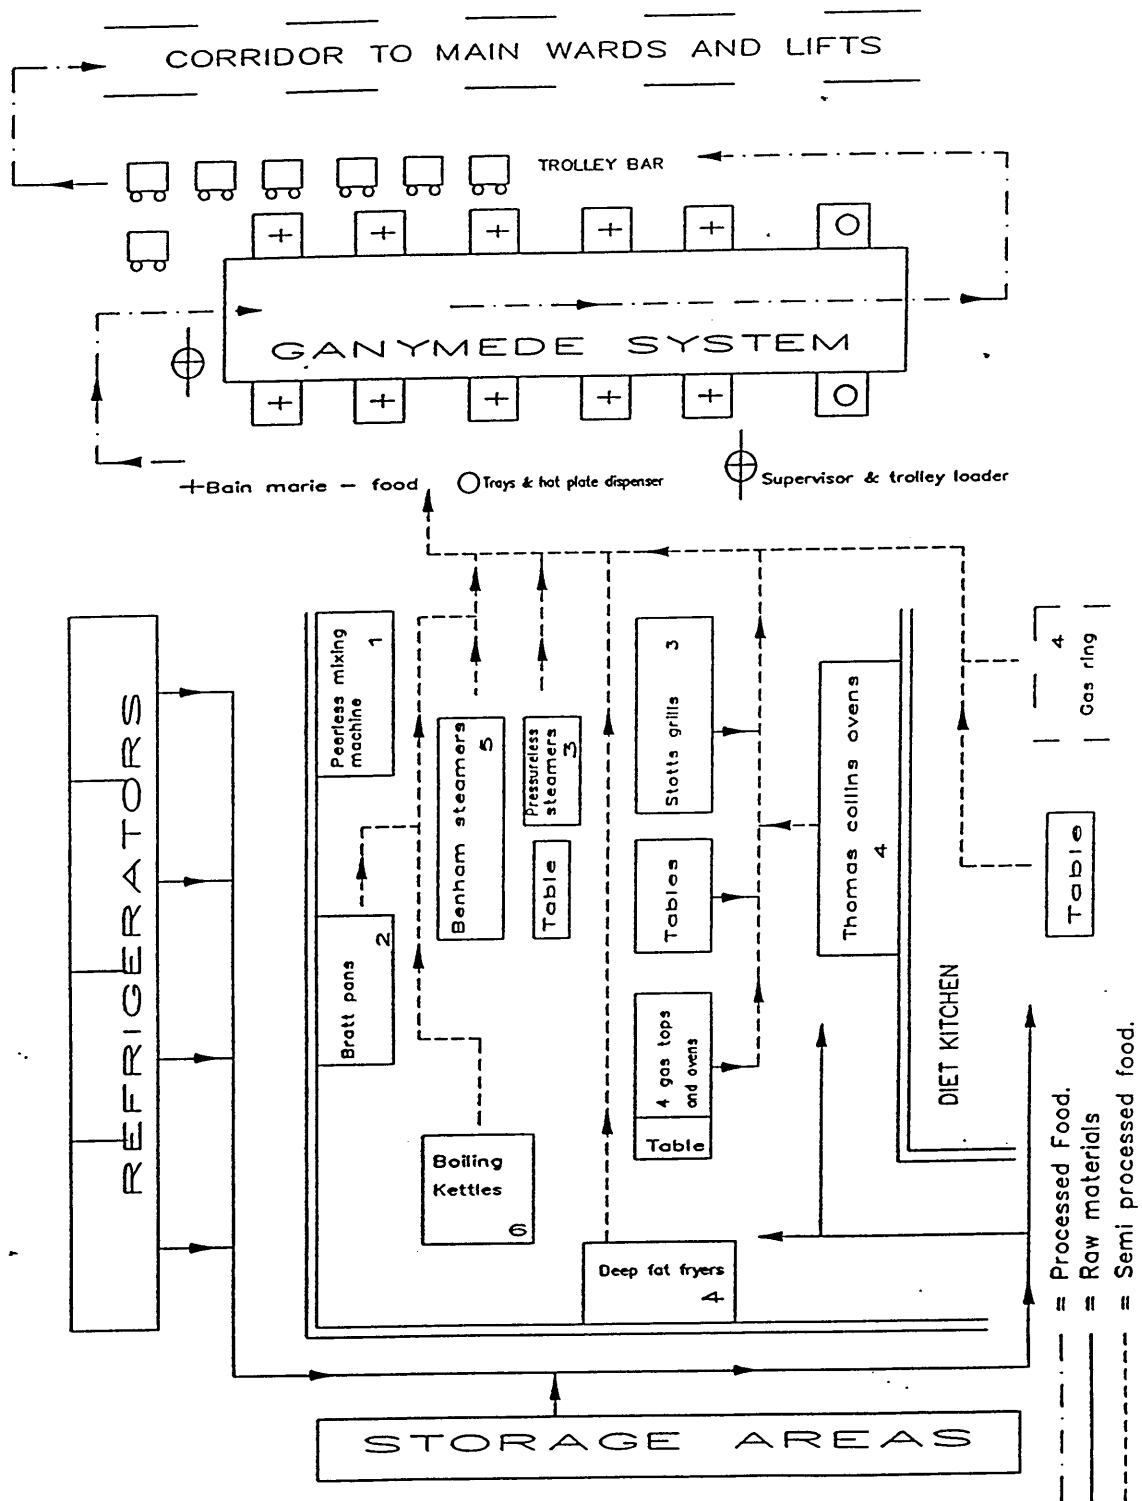 CORRIDOR TO MAIN WARDS AND LIFTS
TROLLEY BAR
GANYMEDE SYSTEM
+Bain marie - food
Trays & hot plate dispenser
Supervisor & trolley loader
REFRIGERATORS
Peerless mixing
machine
1
Bratt pans
2
Benham steamers
5
Pressureless
steamers
3
Table
Boiling
Kettles
6
Deep fat fryers
4
Stotts grills
3
Tables
4 gas tops
and ovens
Table
Thomas collins ovens
4
DIET KITCHEN
4
Gas ring
Table
STORAGE AREAS
= Processed Food.
= Raw materials
= Semi processed food.